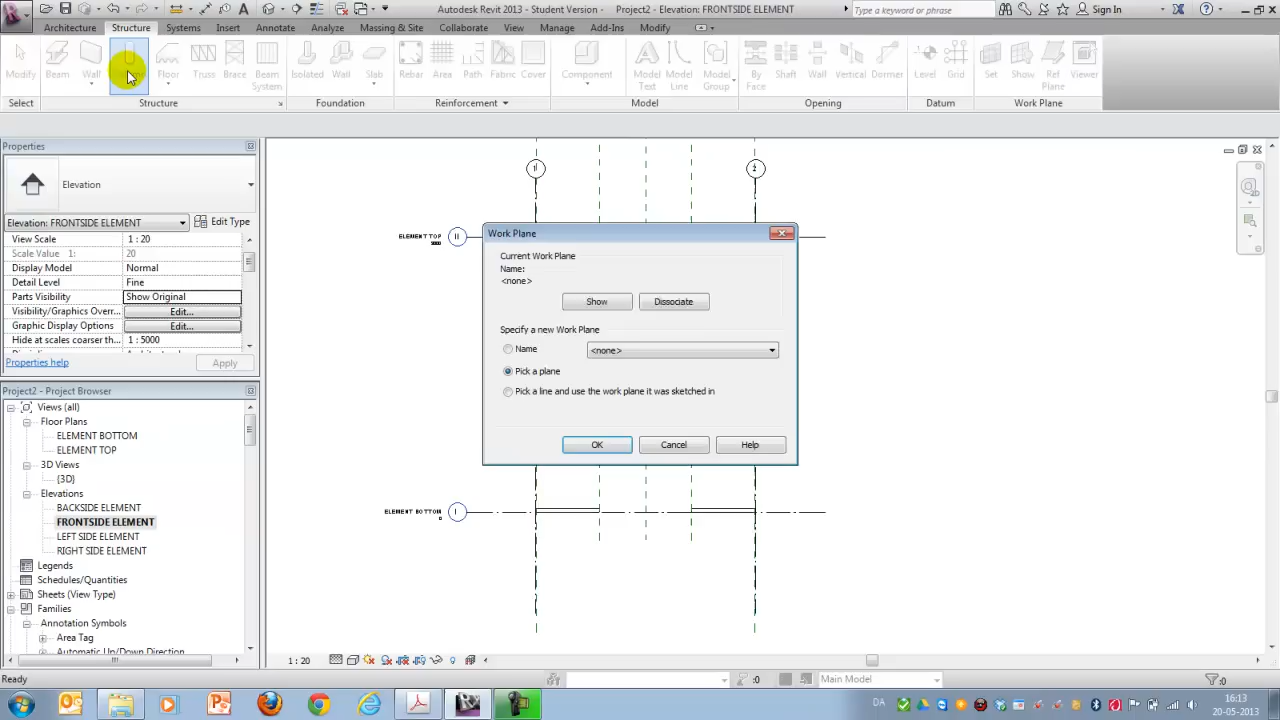 Autodesk Revit 2013 - Student Version - Project2 - Elevation: FRONTSIDE ELEMENT
Type a keyword or phrase
Sign In
Architecture
Structure
Systems
Insert
Annotate
Analyze
Massing & Site
Collaborate
View
Manage
Add-Ins
Modify
Modify
Beam
Wall
Floor
Truss
Brace
Beam
System
Isolated
Wall
Slab
Rebar
Area
Path
Fabric
Cover
Component
Model
Text
Model
Line
Model
Group
By
Face
Shaft
Wall
Vertical
Dormer
Level
Grid
Set
Show
Ref
Plane
Viewer
Select
Structure
Foundation
Reinforcement
Model
Opening
Datum
Work Plane
Properties
Elevation
Elevation: FRONTSIDE ELEMENT
Edit Type
View Scale
1 : 20
Scale Value 1:
20
Display Model
Normal
Detail Level
Fine
Parts Visibility
Show Original
Visibility/Graphics Overr...
Edit...
Graphic Display Options
Edit...
Hide at scales coarser th...
1 : 5000
Properties help
Apply
Project2 - Project Browser
Views (all)
Floor Plans
ELEMENT BOTTOM
ELEMENT TOP
3D Views
{3D}
Elevations
BACKSIDE ELEMENT
FRONTSIDE ELEMENT
LEFT SIDE ELEMENT
RIGHT SIDE ELEMENT
Legends
Schedules/Quantities
Sheets (View Type)
Families
Annotation Symbols
Area Tag
Automatic Up/Down Direction
1
2
ELEMENT TOP
II
ELEMENT BOTTOM
0
I
Work Plane
Current Work Plane
Name:
<none>
Show
Dissociate
Specify a new Work Plane
Name
<none>
Pick a plane
Pick a line and use the work plane it was sketched in
OK
Cancel
Help
1 : 20
Ready
:0
Main Model
:0
DA
16:13
20-05-2013